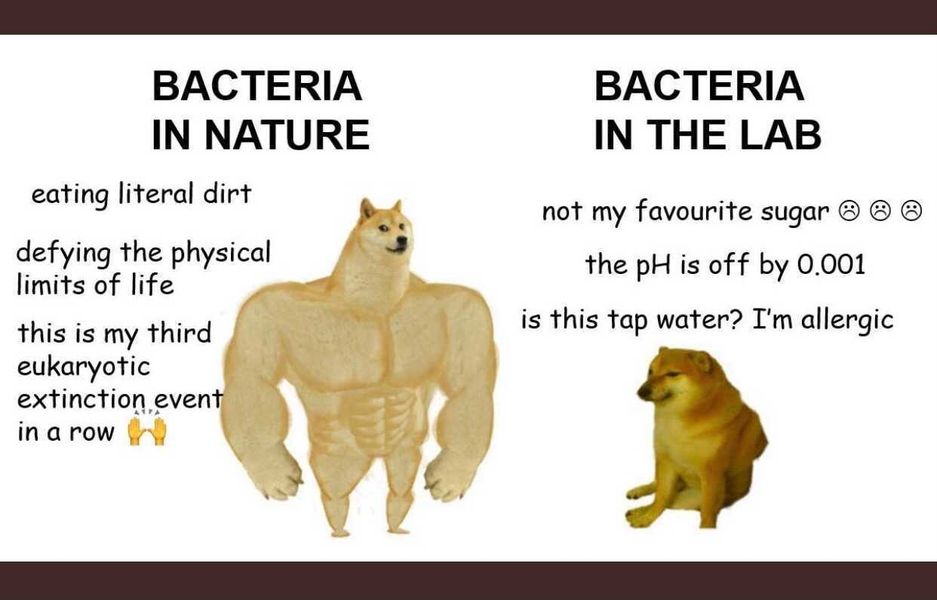 BACTERIA
IN NATURE
eating literal dirt
defying the physical
limits of life
this is my third
eukaryotic
extinction event
in a row 🙌
BACTERIA
IN THE LAB
not my favourite sugar ☹ ☹ ☹
the pH is off by 0.001
is this tap water? I'm allergic